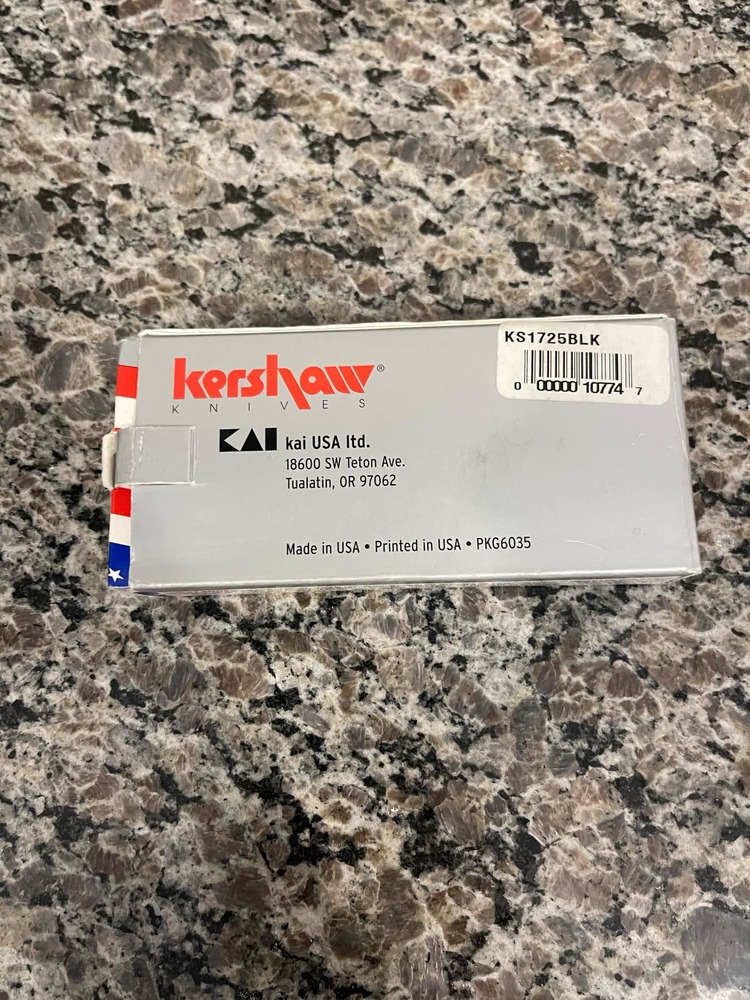 KS1725BLK
0 00000 10774 7
kershaw®
KNIVES
KAI kai USA ltd.
18600 SW Teton Ave.
Tualatin, OR 97062
Made in USA • Printed in USA • PKG6035